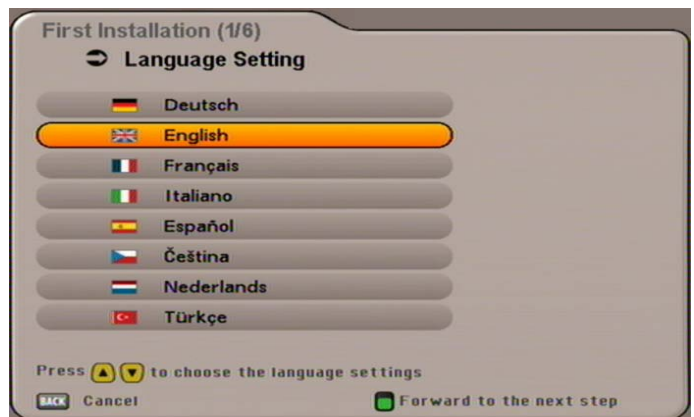 First Installation (1/6)
Language Setting
Deutsch
English
Français
Italiano
Español
Čeština
Nederlands
Türkçe
Press to choose the language settings
BACK Cancel
Forward to the next step